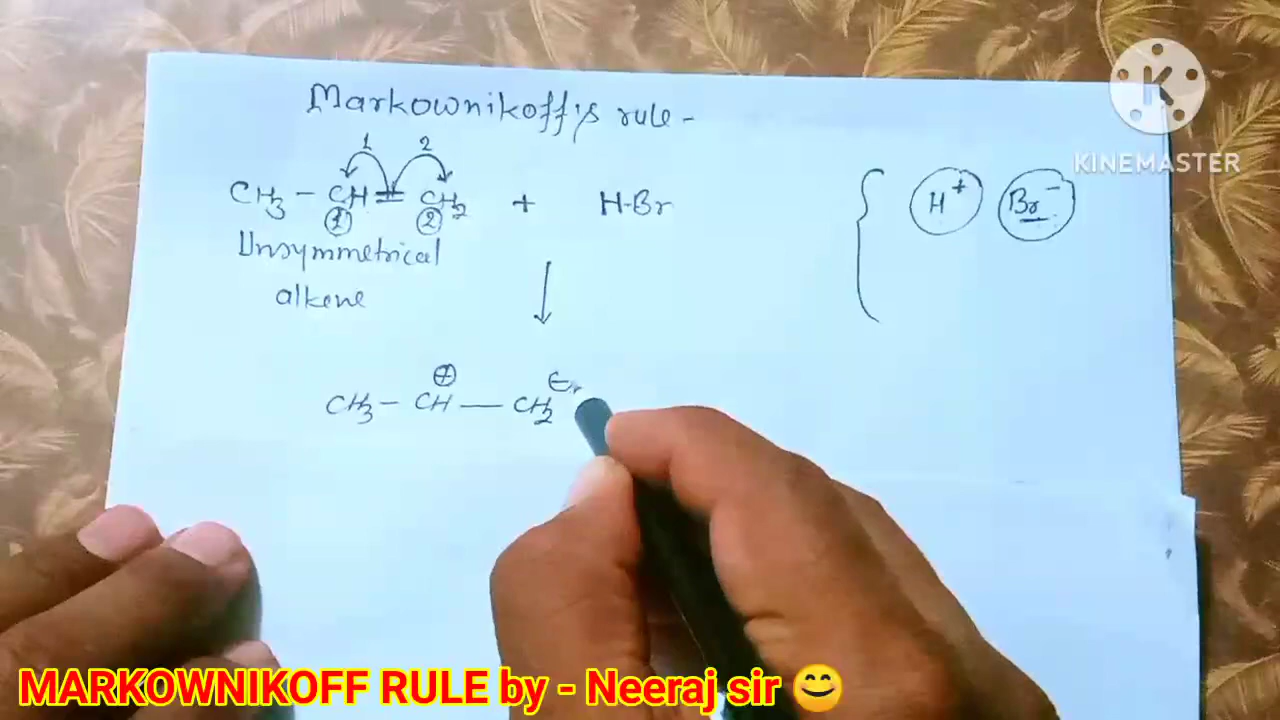 Markownikoff's rule -
1 2
CH3 - CH = CH2 + H-Br
1 2
Unsymmetrical
alkene
{ H+ Br-
CH3 - CH — CH2
+
KINEMASTER
MARKOWNIKOFF RULE by - Neeraj sir 😊